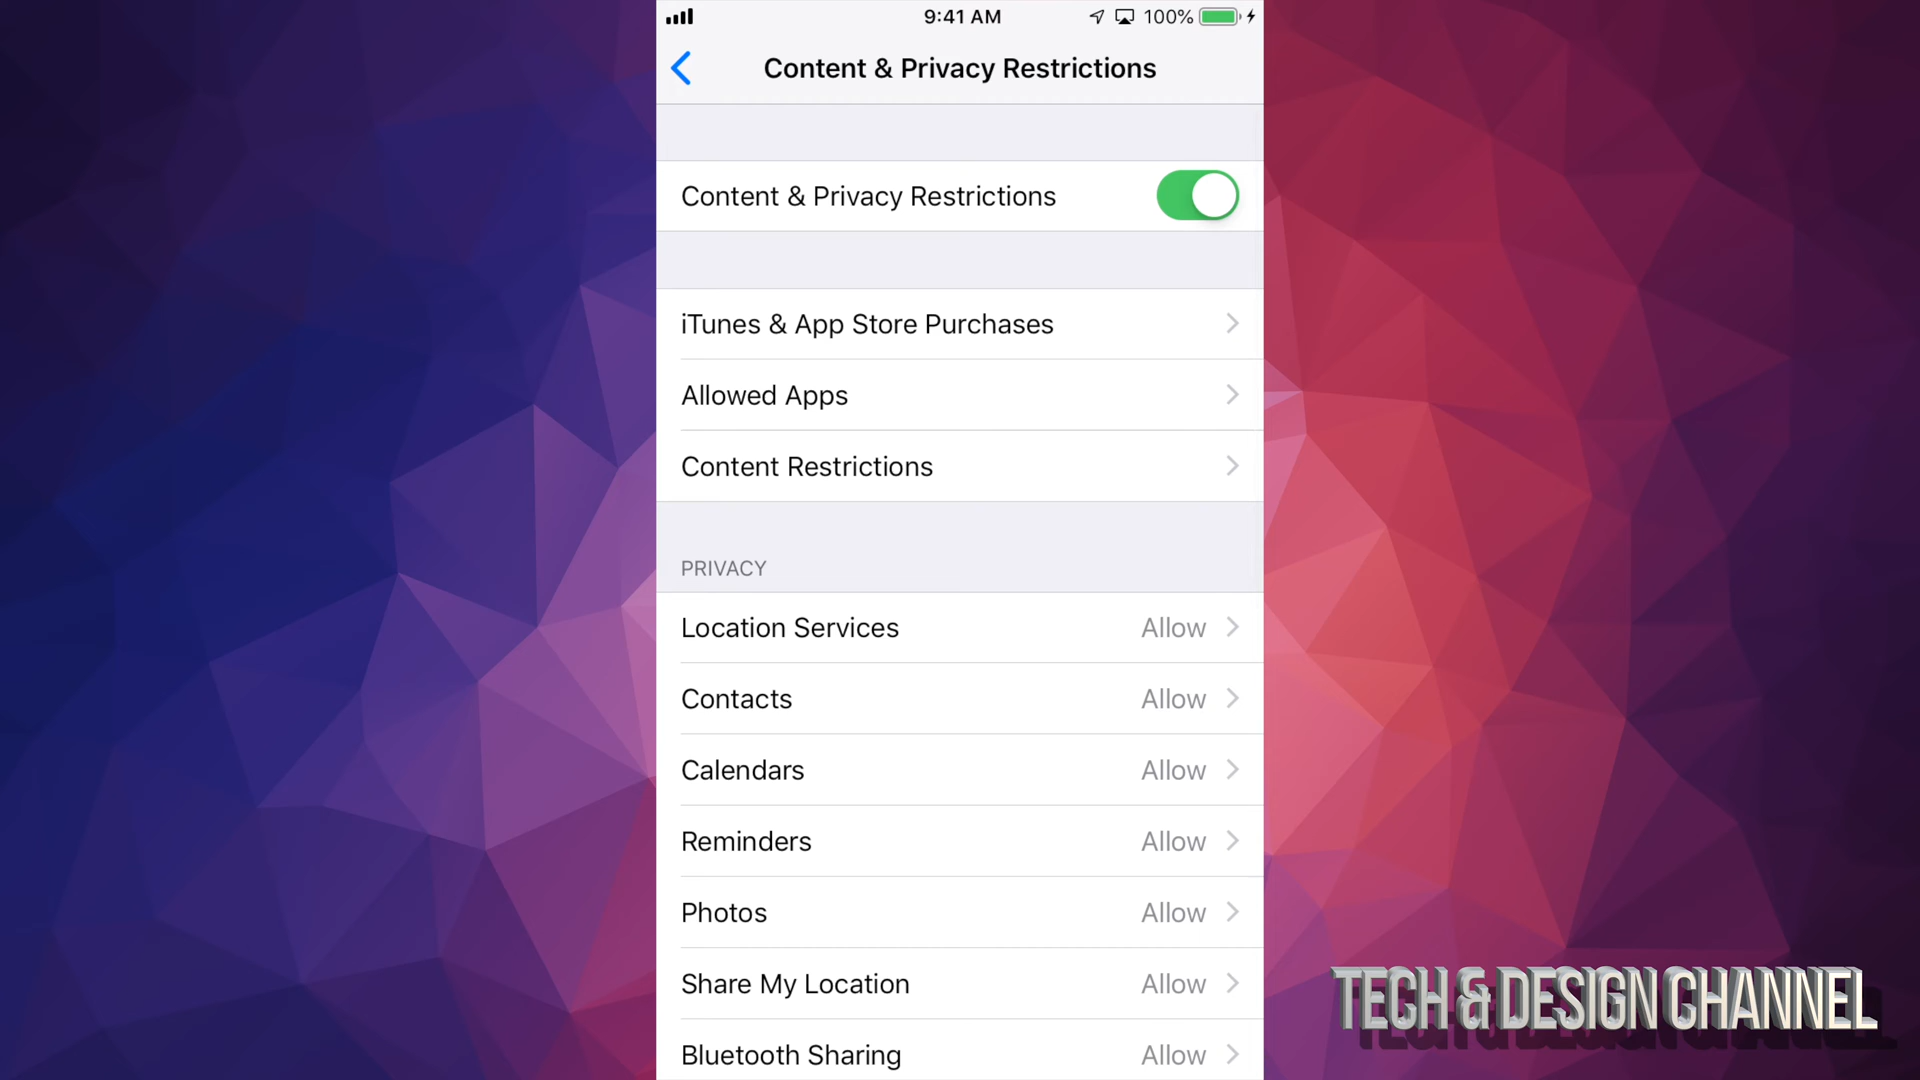 9:41 AM
100%
Content & Privacy Restrictions
Content & Privacy Restrictions
iTunes & App Store Purchases
Allowed Apps
Content Restrictions
PRIVACY
Location Services Allow
Contacts Allow
Calendars Allow
Reminders Allow
Photos Allow
Share My Location Allow
Bluetooth Sharing Allow
TECH & DESIGN CHANNEL